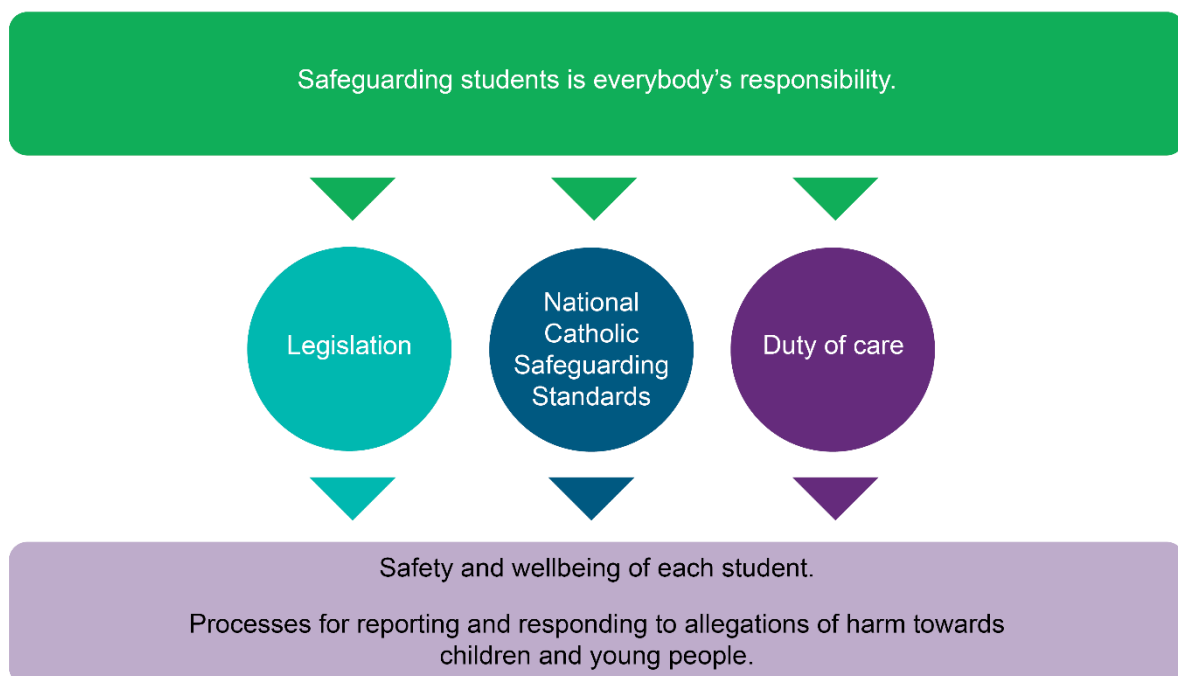 Safeguarding students is everybody’s responsibility.
Legislation
National
Catholic
Safeguarding
Standards
Duty of care
Safety and wellbeing of each student.
Processes for reporting and responding to allegations of harm towards
children and young people.